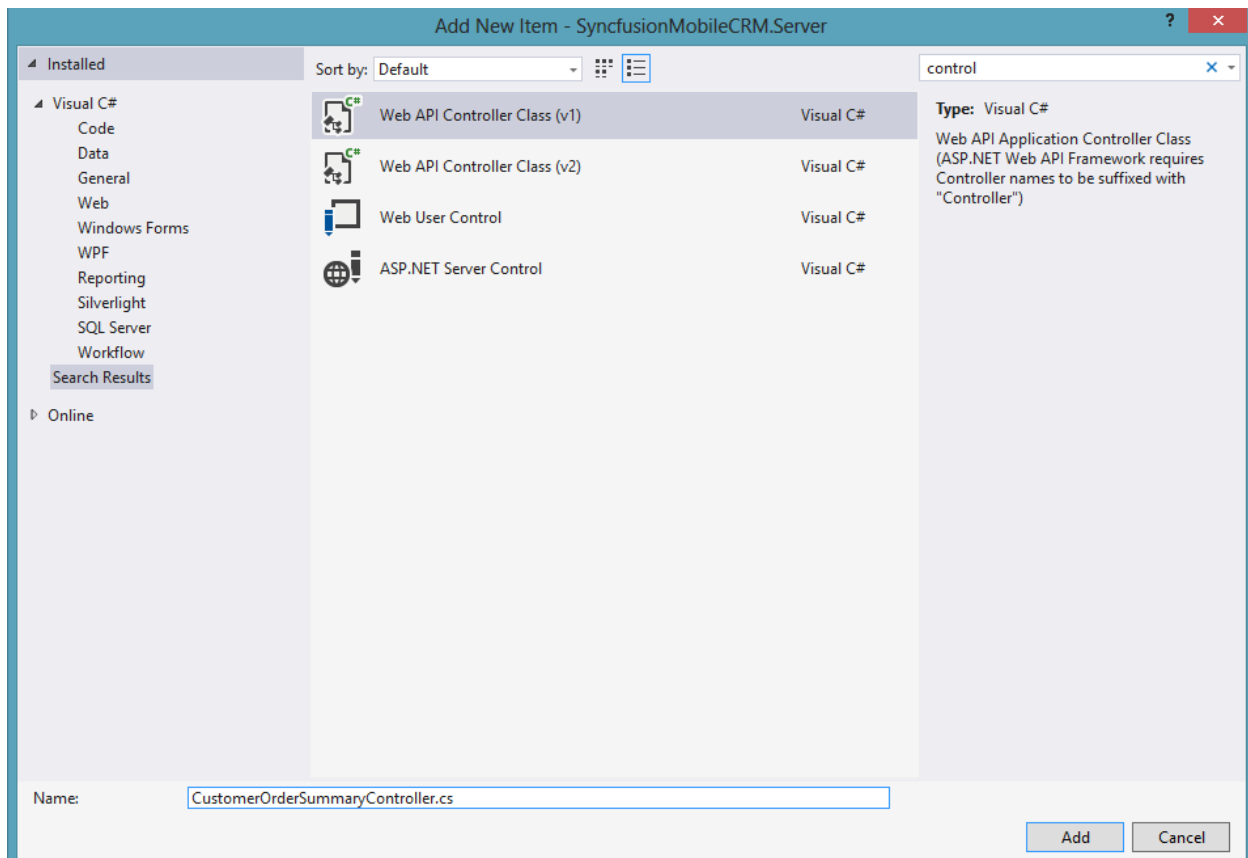 Add New Item - SyncfusionMobileCRM.Server
?
Installed
Visual C#
Code
Data
General
Web
Windows Forms
WPF
Reporting
Silverlight
SQL Server
Workflow
Search Results
Online
Sort by: Default
Web API Controller Class (v1) Visual C#
Web API Controller Class (v2) Visual C#
Web User Control Visual C#
ASP.NET Server Control Visual C#
control
Type: Visual C#
Web API Application Controller Class
(ASP.NET Web API Framework requires
Controller names to be suffixed with
"Controller")
Name: CustomerOrderSummaryController.cs
Add Cancel